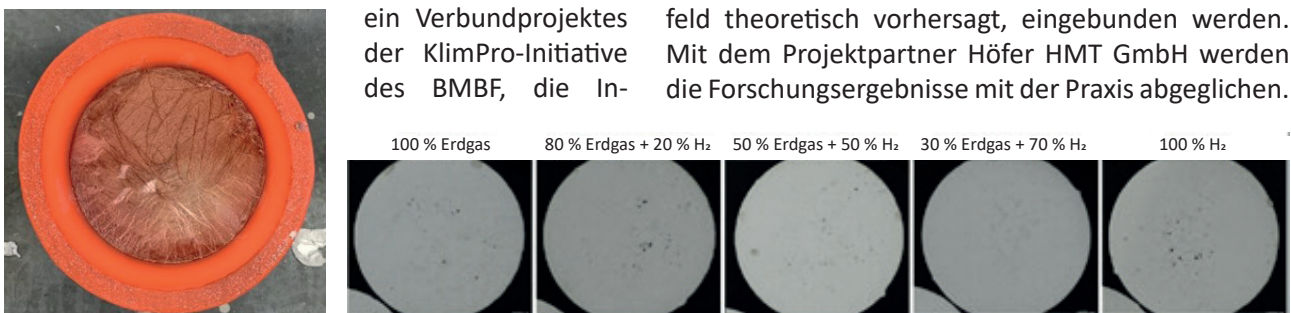 ein Verbundprojektes
der KlimPro-Initiative
des BMBF, die In-
feld theoretisch vorhersagt, eingebunden werden.
Mit dem Projektpartner Höfer HMT GmbH werden
die Forschungsergebnisse mit der Praxis abgeglichen.
100 % Erdgas
80 % Erdgas + 20 % H₂
50 % Erdgas + 50 % H₂
30 % Erdgas + 70 % H₂
100 % H₂